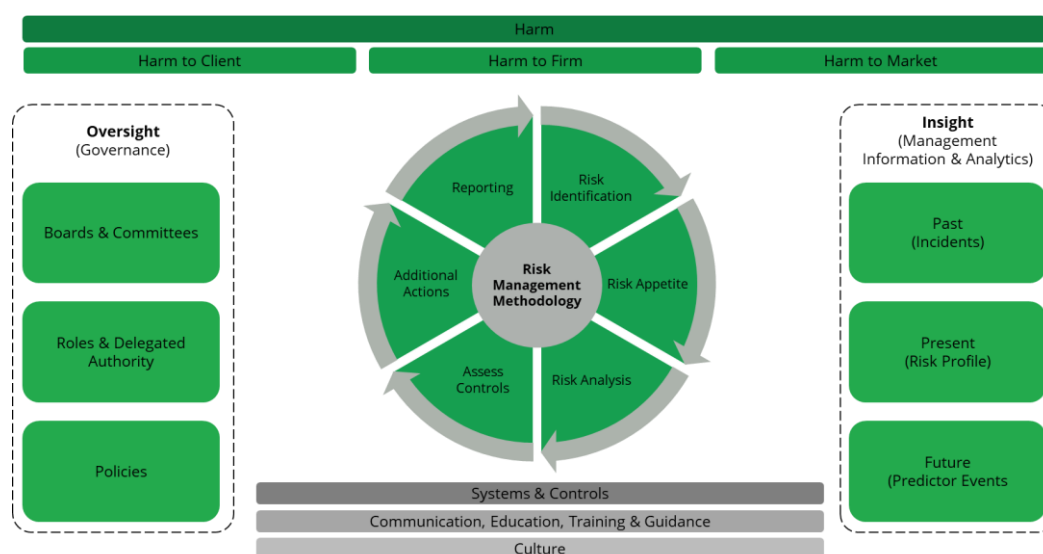 Harm
Harm to Client
Harm to Firm
Harm to Market
Oversight
(Governance)
Boards & Committees
Roles & Delegated
Authority
Policies
Reporting
Risk
Identification
Additional
Actions
Risk
Management
Methodology
Risk Appetite
Assess
Controls
Risk Analysis
Systems & Controls
Communication, Education, Training & Guidance
Culture
Insight
(Management
Information & Analytics)
Past
(Incidents)
Present
(Risk Profile)
Future
(Predictor Events